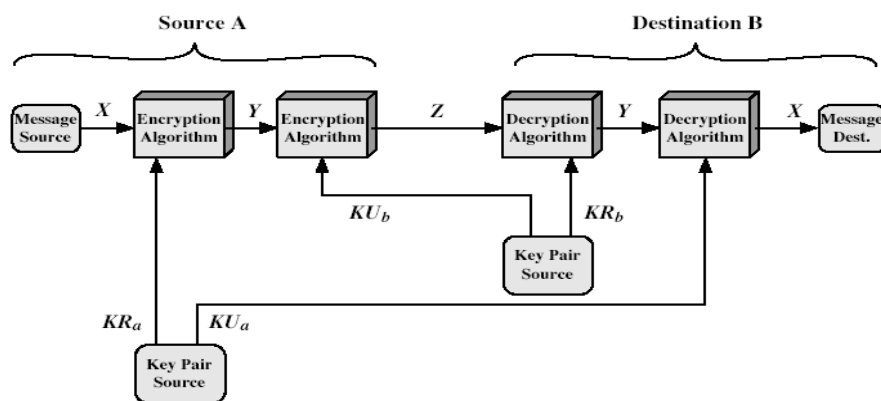 Source A
Destination B
X
Y
Z
Y
X
Message
Source
Encryption
Algorithm
Encryption
Algorithm
Decryption
Algorithm
Decryption
Algorithm
Message
Dest.
KUb
KRb
Key Pair
Source
KRa
KUa
Key Pair
Source